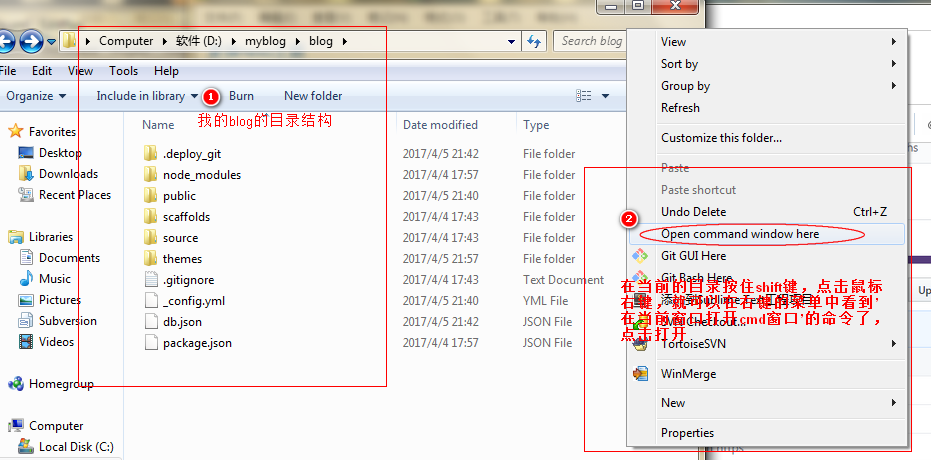 Computer ▸ 软件 (D:) ▸ myblog ▸ blog ▸
Search blog
File Edit View Tools Help
Organize Include in library Burn New folder
1
我的blog的目录结构
Name Date modified Type
Favorites
Desktop
Downloads
Recent Places
Libraries
Documents
Music
Pictures
Subversion
Videos
Homegroup
Computer
Local Disk (C:)
.deploy_git 2017/4/5 21:42 File folder
node_modules 2017/4/4 17:57 File folder
public 2017/4/5 21:40 File folder
scaffolds 2017/4/4 17:43 File folder
source 2017/4/5 21:40 File folder
themes 2017/4/4 17:57 File folder
.gitignore 2017/4/4 17:43 Text Document
_config.yml 2017/4/5 21:40 YML File
db.json 2017/4/5 21:42 JSON File
package.json 2017/4/4 17:57 JSON File
View
Sort by
Group by
Refresh
Customize this folder...
Paste
Paste shortcut
Undo Delete Ctrl+Z
2
Open command window here
Git GUI Here
Git Bash Here
在当前的目录按住shift键，点击鼠标
右键，就可以在右键的菜单中看到'
在当前窗口打开cmd窗口'的命令了，
点击打开
TortoiseSVN
WinMerge
New
Properties